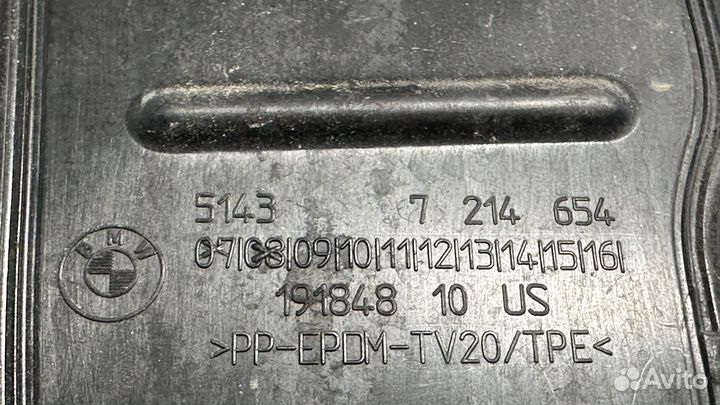 5143 7 214 654
BMW
07|08|09|10|11|12|13|14|15|16|
191848 10 US
>PP-EPDM-TV20/TPE<
Avito